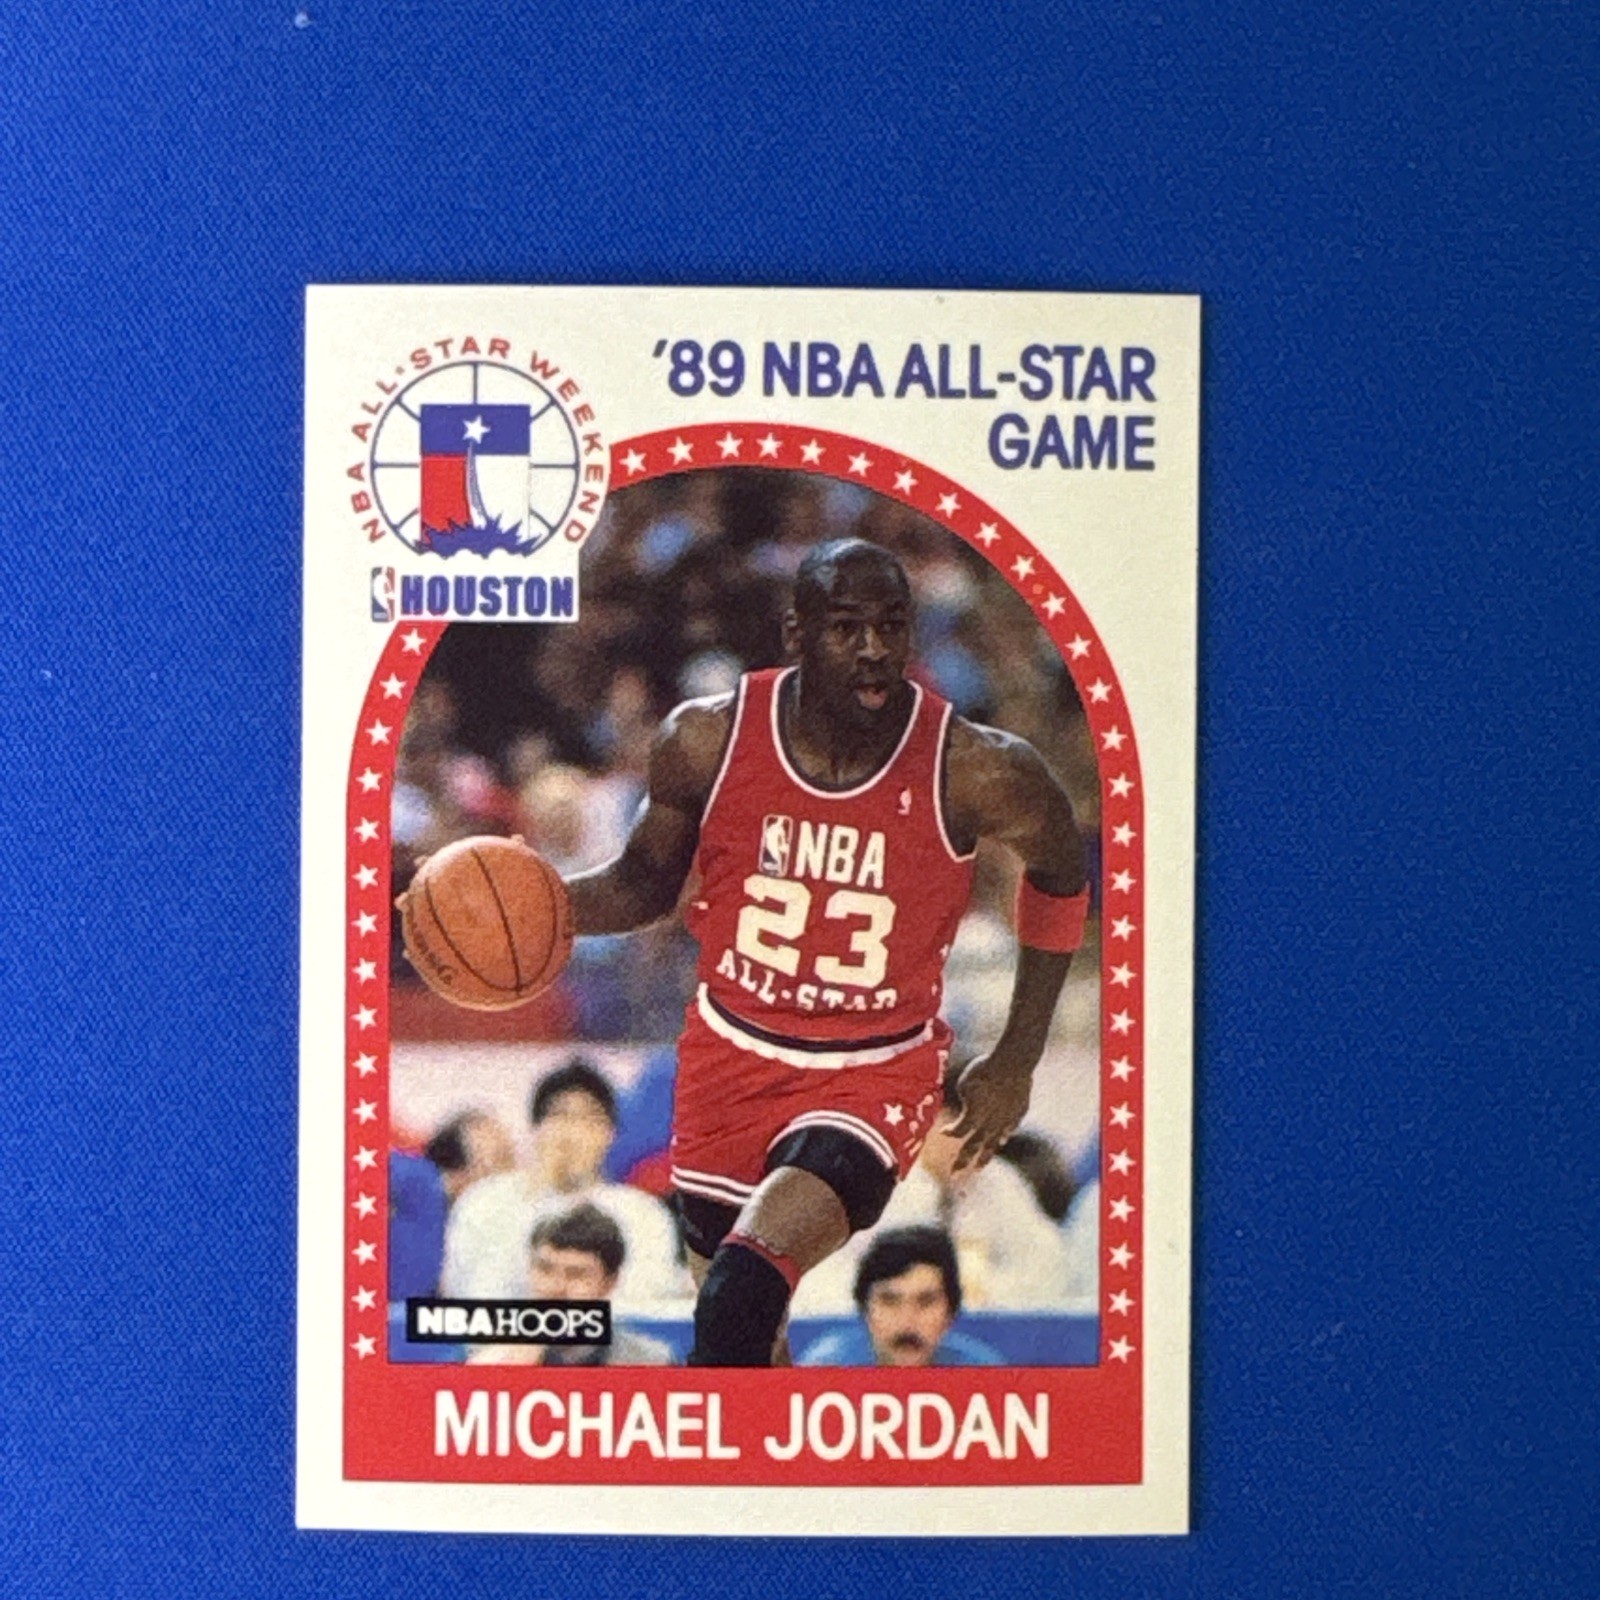 NBA ALL·STAR WEEKEND
HOUSTON
'89 NBA ALL-STAR
GAME
NBA
23
ALL·STAR
NBA HOOPS
MICHAEL JORDAN